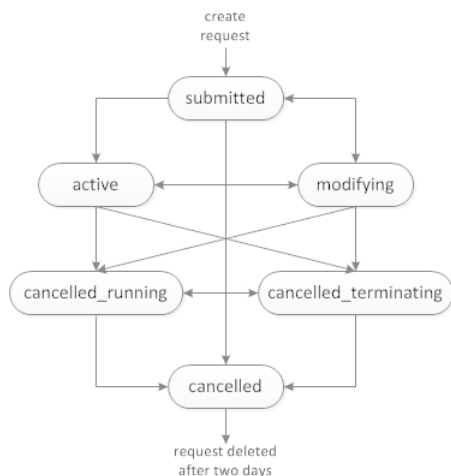 create
request
submitted
active
modifying
cancelled_running
cancelled_terminating
cancelled
request deleted
after two days